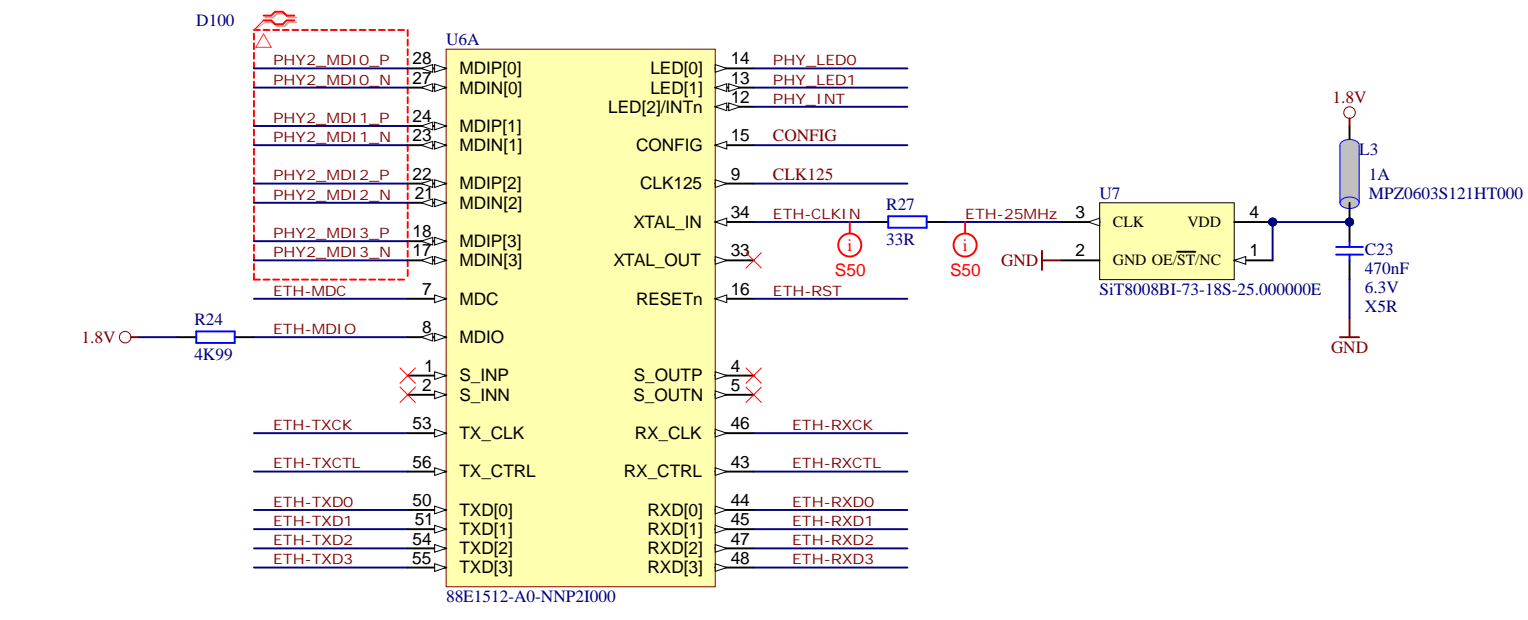 D100
U6A
PHY2_MDI0_P 28 MDIP[0] LED[0] 14 PHY_LED0
PHY2_MDI0_N 27 MDIN[0] LED[1] 13 PHY_LED1
LED[2]/INTn 12 PHY_INT
PHY2_MDI1_P 24 MDIP[1]
PHY2_MDI1_N 23 MDIN[1] CONFIG 15 CONFIG
PHY2_MDI2_P 22 MDIP[2] CLK125 9 CLK125
PHY2_MDI2_N 21 MDIN[2]
XTAL_IN 34 ETH-CLKIN R27 33R ETH-25MHz
i S50
i S50
PHY2_MDI3_P 18 MDIP[3]
PHY2_MDI3_N 17 MDIN[3] XTAL_OUT 33
ETH-MDC 7 MDC RESETn 16 ETH-RST
1.8V R24 4K99 ETH-MDIO 8 MDIO
1 S_INP S_OUTP 4
2 S_INN S_OUTN 5
ETH-TXCK 53 TX_CLK RX_CLK 46 ETH-RXCK
ETH-TXCTL 56 TX_CTRL RX_CTRL 43 ETH-RXCTL
ETH-TXD0 50 TXD[0] RXD[0] 44 ETH-RXD0
ETH-TXD1 51 TXD[1] RXD[1] 45 ETH-RXD1
ETH-TXD2 54 TXD[2] RXD[2] 47 ETH-RXD2
ETH-TXD3 55 TXD[3] RXD[3] 48 ETH-RXD3
88E1512-A0-NNP2I000
U7
3 CLK VDD 4
GND 2 GND OE/ST/NC 1
SiT8008BI-73-18S-25.000000E
1.8V
L3
1A
MPZ0603S121HT000
C23
470nF
6.3V
X5R
GND